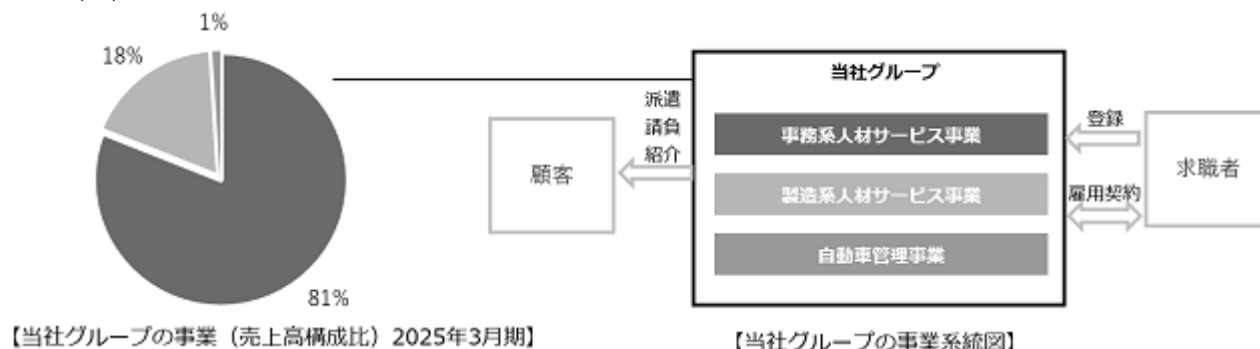 1%
18%
81%
【当社グループの事業（売上高構成比）2025年3月期】
当社グループ
事務系人材サービス事業
製造系人材サービス事業
自動車管理事業
派遣
請負
紹介
顧客
登録
雇用契約
求職者
【当社グループの事業系統図】